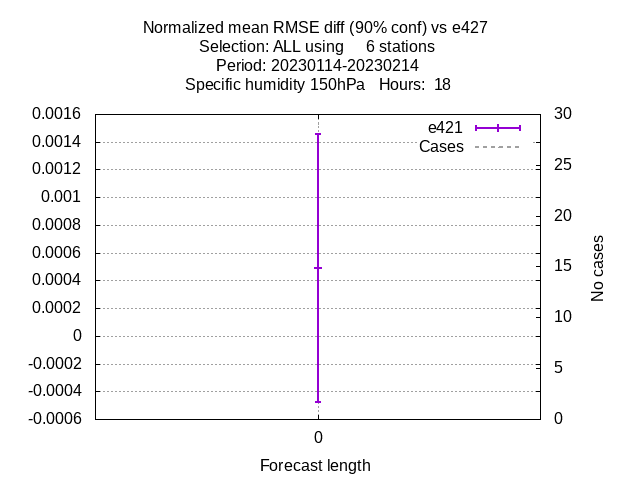 Normalized mean RMSE diff (90% conf) vs e427
Selection: ALL using     6 stations
Period: 20230114-20230214
Specific humidity 150hPa   Hours:  18
0.0016
0.0014
0.0012
0.001
0.0008
0.0006
0.0004
0.0002
0
-0.0002
-0.0004
-0.0006
e421
Cases
30
25
20
15
10
5
0
No cases
0
Forecast length